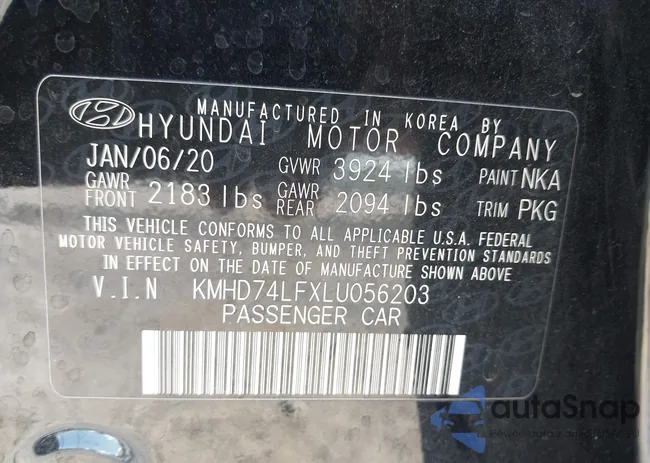 MANUFACTURED IN KOREA BY
HYUNDAI MOTOR COMPANY
JAN/06/20 GVWR 3924 lbs PAINT NKA
GAWR FRONT 2183 lbs GAWR REAR 2094 lbs TRIM PKG
THIS VEHICLE CONFORMS TO ALL APPLICABLE U.S.A. FEDERAL
MOTOR VEHICLE SAFETY, BUMPER, AND THEFT PREVENTION STANDARDS
IN EFFECT ON THE DATE OF MANUFACTURE SHOWN ABOVE
V.I.N KMHD74LFXLU056203
PASSENGER CAR
autaSnap